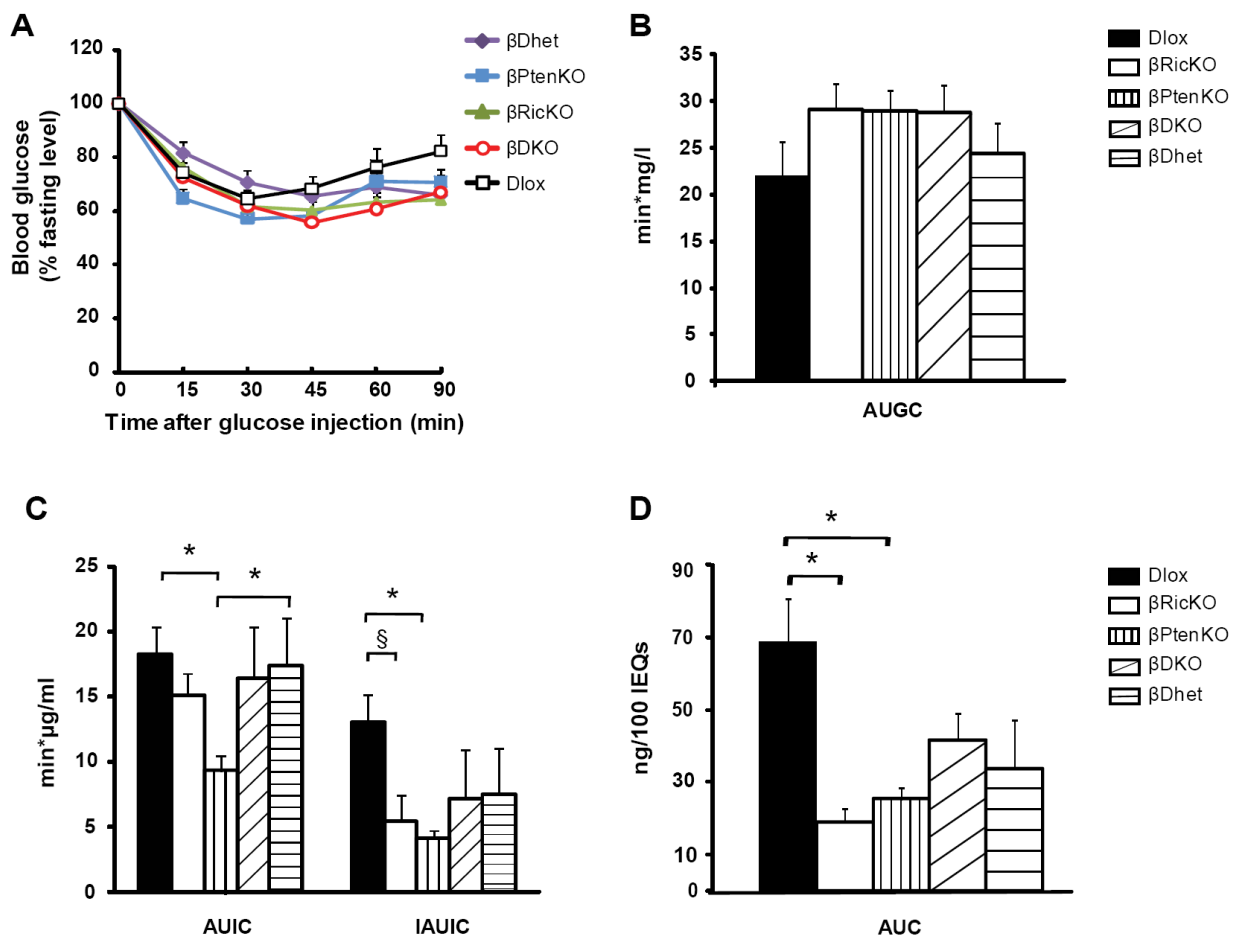 A
120
100
80
60
40
20
0
Blood glucose
(% fasting level)
0 15 30 45 60 90
Time after glucose injection (min)
βDhet
βPtenKO
βRicKO
βDKO
Dlox
B
35
30
25
20
15
10
5
0
min*mg/l
AUGC
Dlox
βRicKO
βPtenKO
βDKO
βDhet
C
25
20
15
10
5
0
min*µg/ml
* * * §
AUIC IAUIC
D
90
70
50
30
10
0
ng/100 IEQs
* *
AUC
Dlox
βRicKO
βPtenKO
βDKO
βDhet